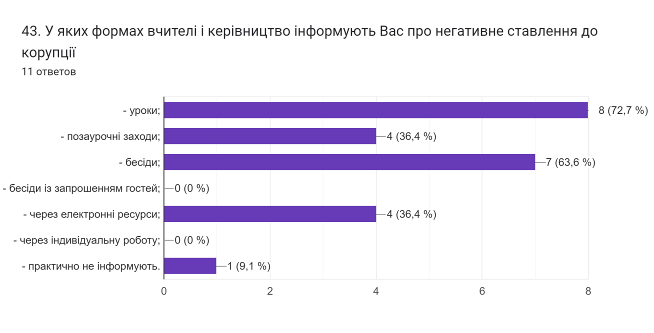 43. У яких формах вчителі і керівництво інформують Вас про негативне ставлення до
корупції
11 ответов
- уроки; 8 (72,7 %)
- позаурочні заходи; 4 (36,4 %)
- бесіди; 7 (63,6 %)
- бесіди із запрошенням гостей; 0 (0 %)
- через електронні ресурси; 4 (36,4 %)
- через індивідуальну роботу; 0 (0 %)
- практично не інформують. 1 (9,1 %)
0 2 4 6 8